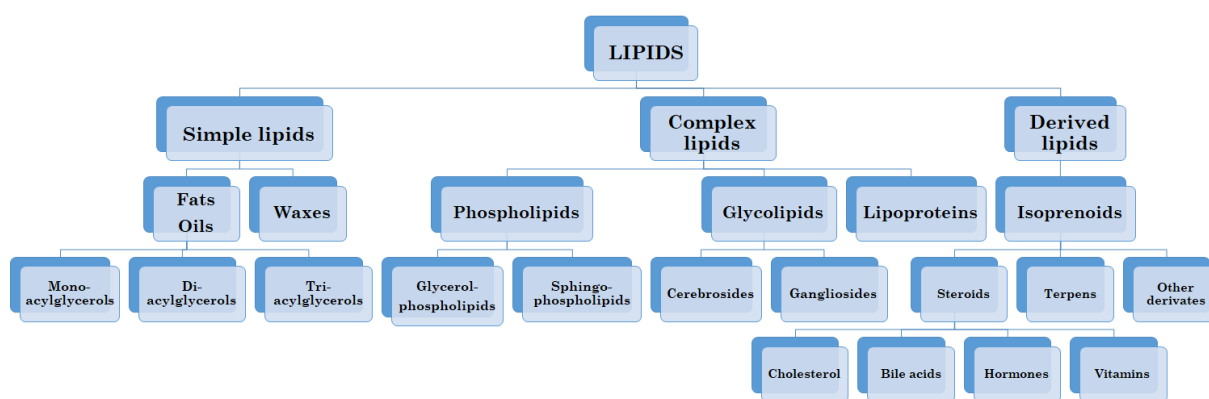 LIPIDS
Simple lipids
Complex
lipids
Derived
lipids
Fats
Oils
Waxes
Phospholipids
Glycolipids
Lipoproteins
Isoprenoids
Mono-
acylglycerols
Di-
acylglycerols
Tri-
acylglycerols
Glycerol-
phospholipids
Sphingo-
phospholipids
Cerebrosides
Gangliosides
Steroids
Terpens
Other
derivates
Cholesterol
Bile acids
Hormones
Vitamins